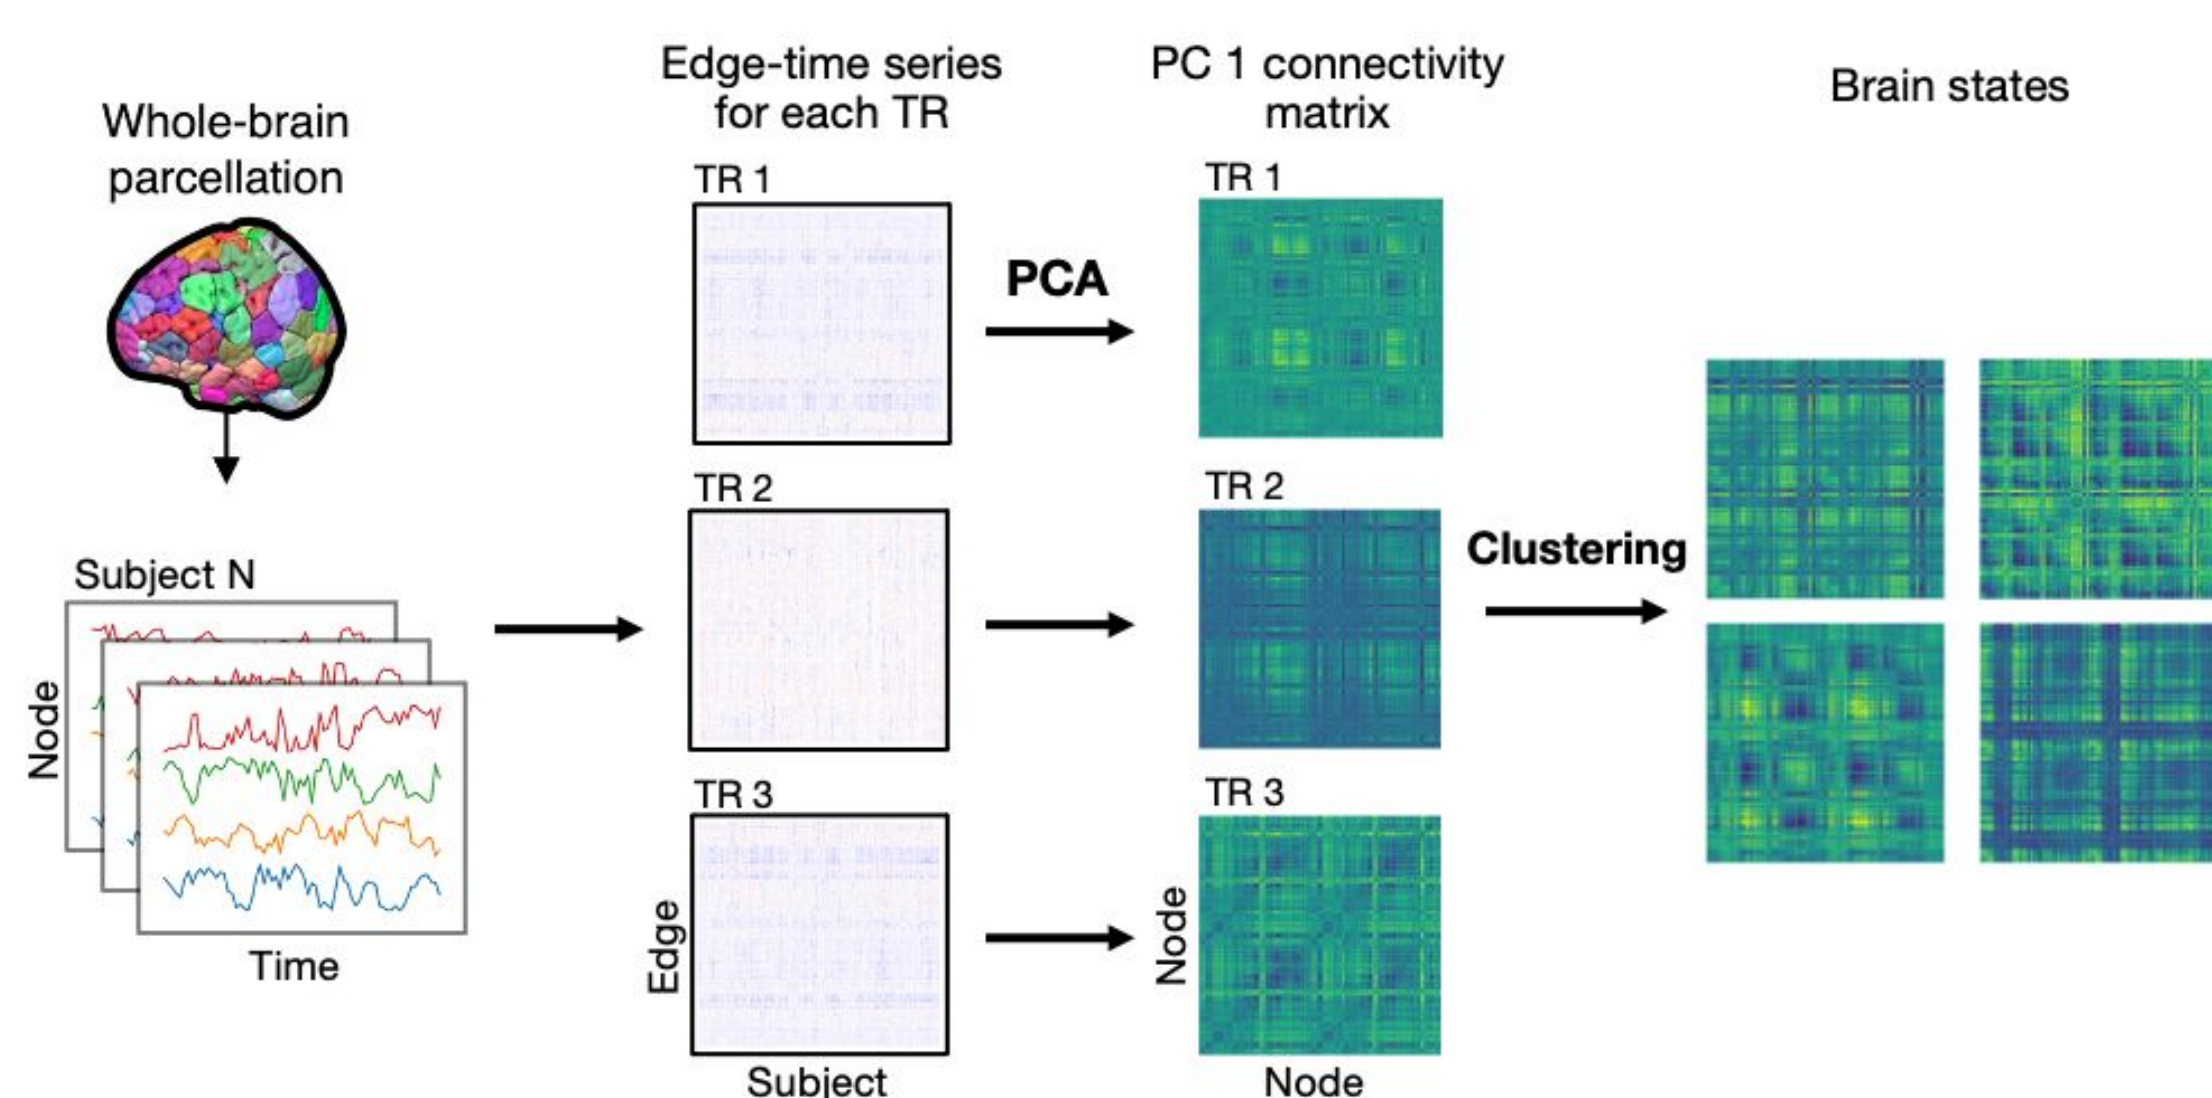 Whole-brain
parcellation
Subject N
Node
Time
Edge-time series
for each TR
TR 1
TR 2
TR 3
Edge
Subject
PCA
PC 1 connectivity
matrix
TR 1
TR 2
TR 3
Node
Node
Clustering
Brain states